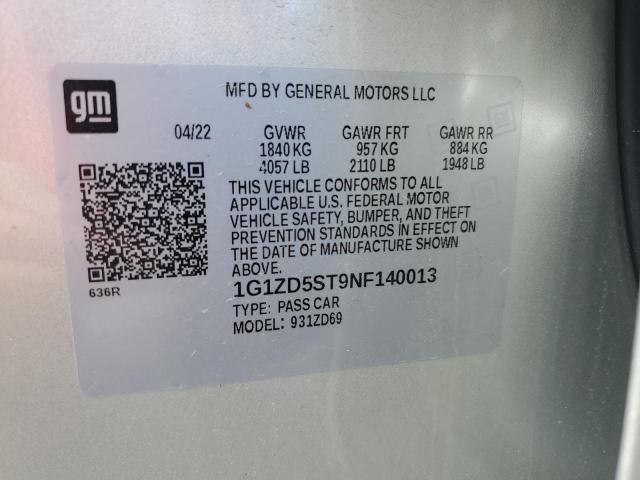 gm
MFD BY GENERAL MOTORS LLC
04/22 GVWR GAWR FRT GAWR RR
1840 KG 957 KG 884 KG
4057 LB 2110 LB 1948 LB
THIS VEHICLE CONFORMS TO ALL
APPLICABLE U.S. FEDERAL MOTOR
VEHICLE SAFETY, BUMPER, AND THEFT
PREVENTION STANDARDS IN EFFECT ON
THE DATE OF MANUFACTURE SHOWN
ABOVE.
636R
1G1ZD5ST9NF140013
TYPE: PASS CAR
MODEL: 931ZD69